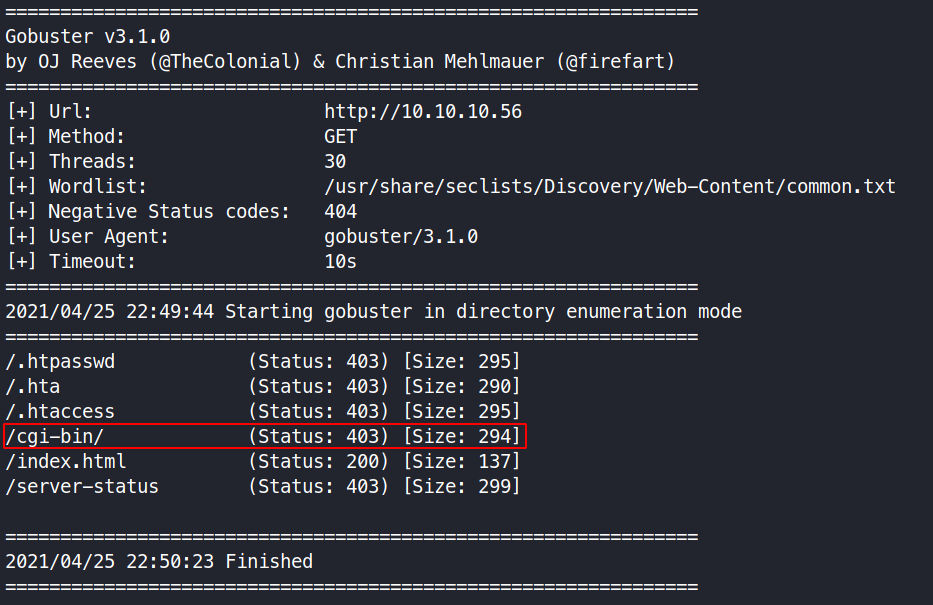 ===============================================================
Gobuster v3.1.0
by OJ Reeves (@TheColonial) & Christian Mehlmauer (@firefart)
===============================================================
[+] Url:                     http://10.10.10.56
[+] Method:                  GET
[+] Threads:                 30
[+] Wordlist:                /usr/share/seclists/Discovery/Web-Content/common.txt
[+] Negative Status codes:   404
[+] User Agent:              gobuster/3.1.0
[+] Timeout:                 10s
===============================================================
2021/04/25 22:49:44 Starting gobuster in directory enumeration mode
===============================================================
/.htpasswd            (Status: 403) [Size: 295]
/.hta                 (Status: 403) [Size: 290]
/.htaccess            (Status: 403) [Size: 295]
/cgi-bin/             (Status: 403) [Size: 294]
/index.html           (Status: 200) [Size: 137]
/server-status        (Status: 403) [Size: 299]
===============================================================
2021/04/25 22:50:23 Finished
===============================================================